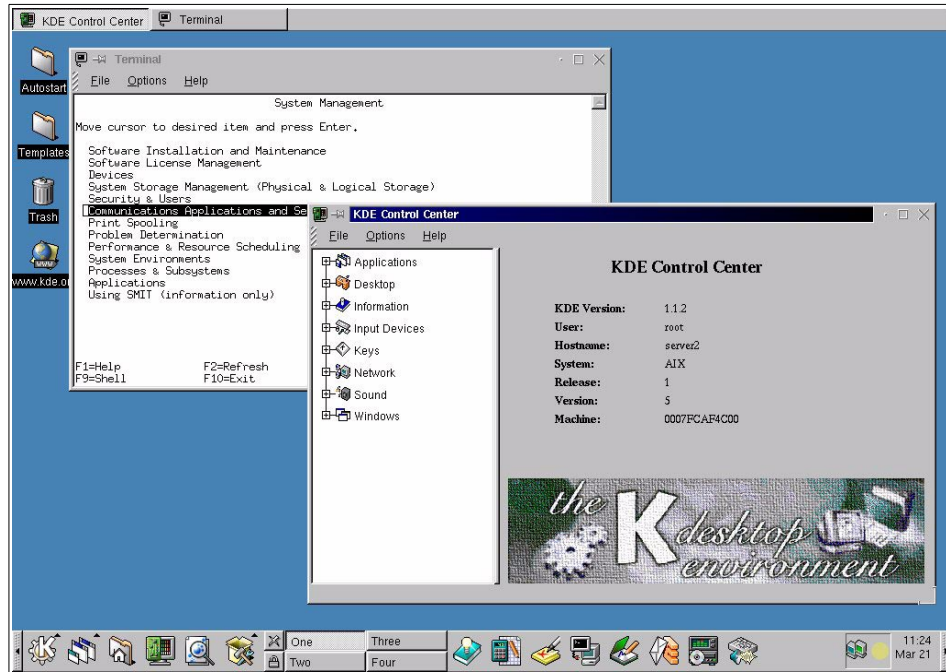 KDE Control Center
Terminal
Autostart
Templates
Trash
www.kde.o
Terminal
File Options Help
System Management
Move cursor to desired item and press Enter.
Software Installation and Maintenance
Software License Management
Devices
System Storage Management (Physical & Logical Storage)
Security & Users
Communications Applications and Se
Print Spooling
Problem Determination
Performance & Resource Scheduling
System Environments
Processes & Subsystems
Applications
Using SMIT (information only)
F1=Help F2=Refresh
F9=Shell F10=Exit
KDE Control Center
File Options Help
Applications
Desktop
Information
Input Devices
Keys
Network
Sound
Windows
KDE Control Center
KDE Version: 1.1.2
User: root
Hostname: server2
System: AIX
Release: 1
Version: 5
Machine: 0007FCAF4C00
the K desktop environment
One Three
Two Four
11:24
Mar 21